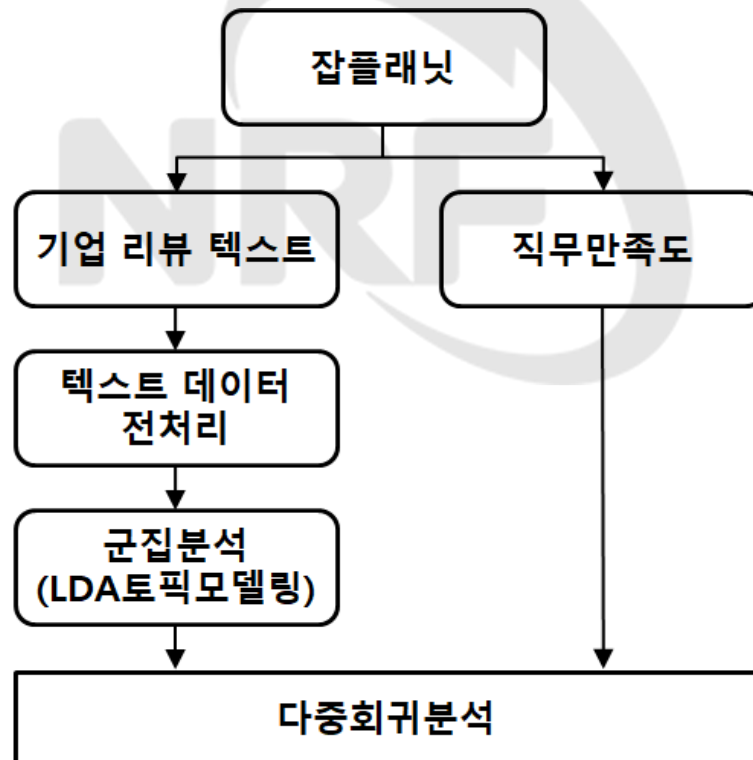 잡플래닛
기업 리뷰 텍스트
직무만족도
텍스트 데이터
전처리
군집분석
(LDA토픽모델링)
다중회귀분석
NRF